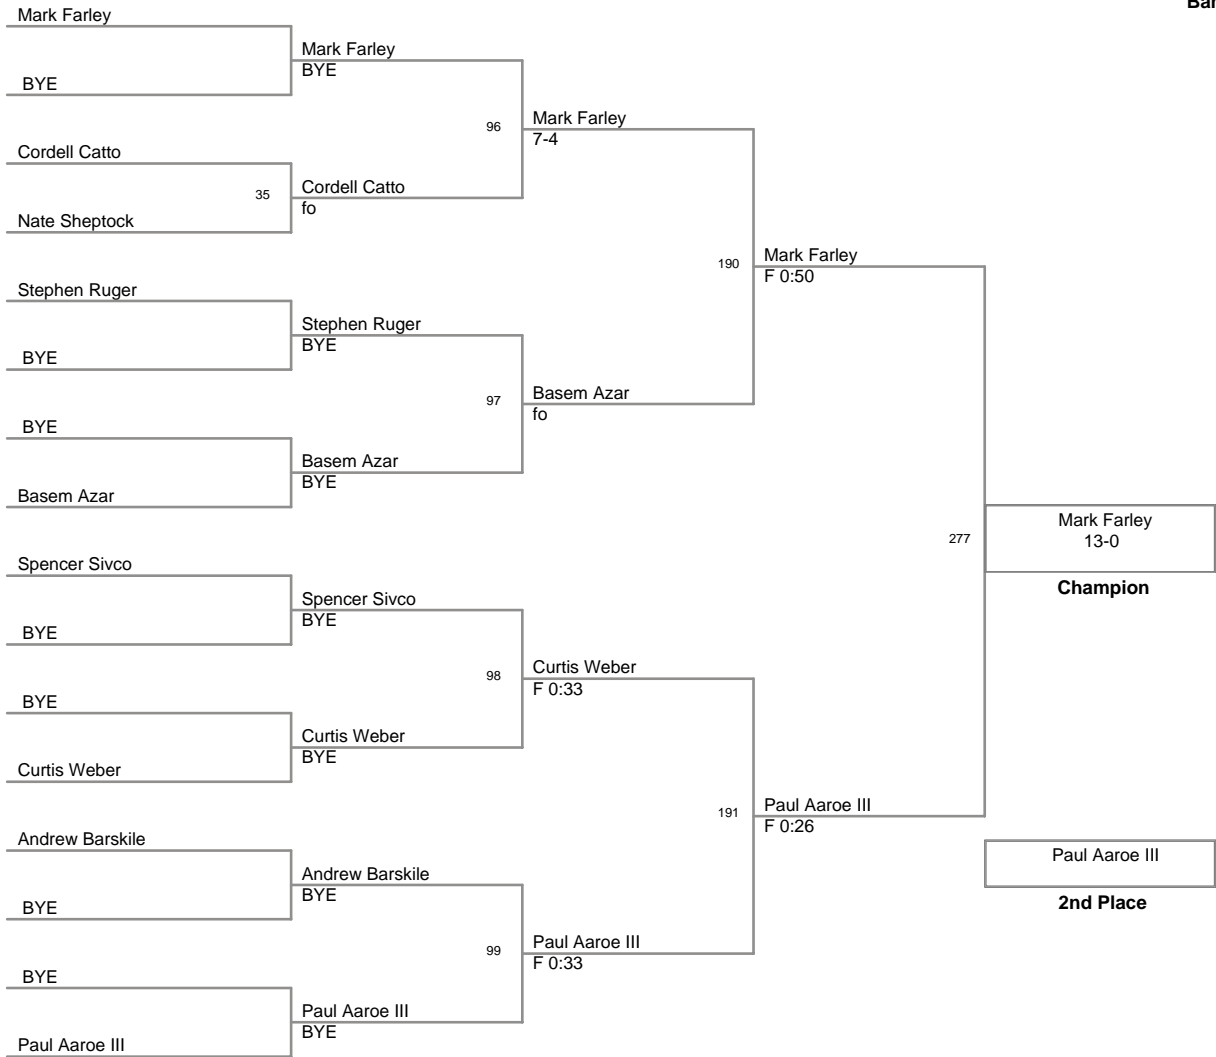 Bar
Mark Farley
Mark Farley
BYE
BYE
96
Mark Farley
7-4
Cordell Catto
35
Cordell Catto
fo
Nate Sheptock
190
Mark Farley
F 0:50
Stephen Ruger
Stephen Ruger
BYE
BYE
97
Basem Azar
fo
BYE
Basem Azar
BYE
Basem Azar
277
Mark Farley
13-0
Champion
Spencer Sivco
Spencer Sivco
BYE
BYE
98
Curtis Weber
F 0:33
BYE
Curtis Weber
BYE
Curtis Weber
191
Paul Aaroe III
F 0:26
Paul Aaroe III
2nd Place
Andrew Barskile
Andrew Barskile
BYE
BYE
99
Paul Aaroe III
F 0:33
BYE
Paul Aaroe III
BYE
Paul Aaroe III